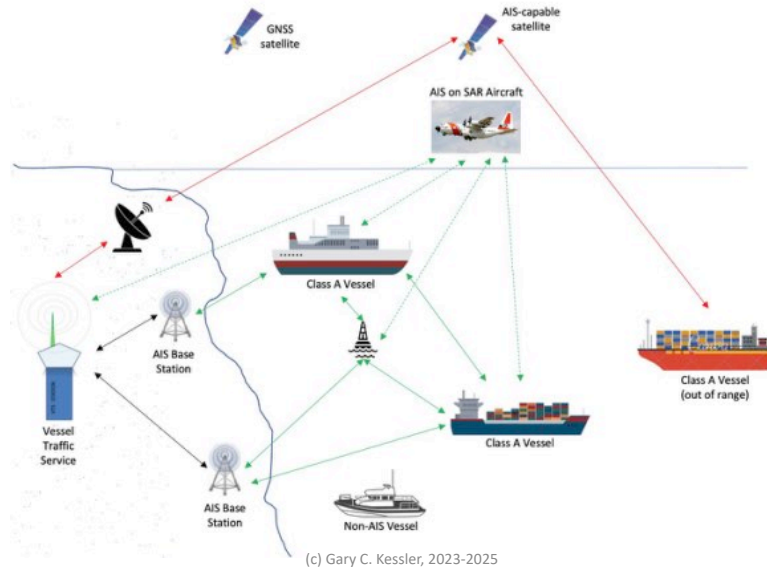 GNSS
satellite
AIS-capable
satellite
AIS on SAR Aircraft
Class A Vessel
AIS Base
Station
Class A Vessel
(out of range)
Vessel
Traffic
Service
Class A Vessel
AIS Base
Station
Non-AIS Vessel
(c) Gary C. Kessler, 2023-2025